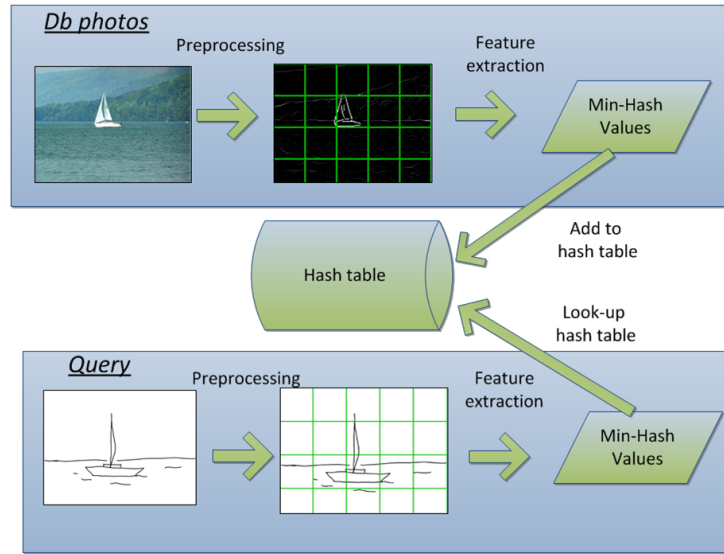 Db photos
Preprocessing
Feature
extraction
Min-Hash
Values
Add to
hash table
Hash table
Look-up
hash table
Query
Preprocessing
Feature
extraction
Min-Hash
Values